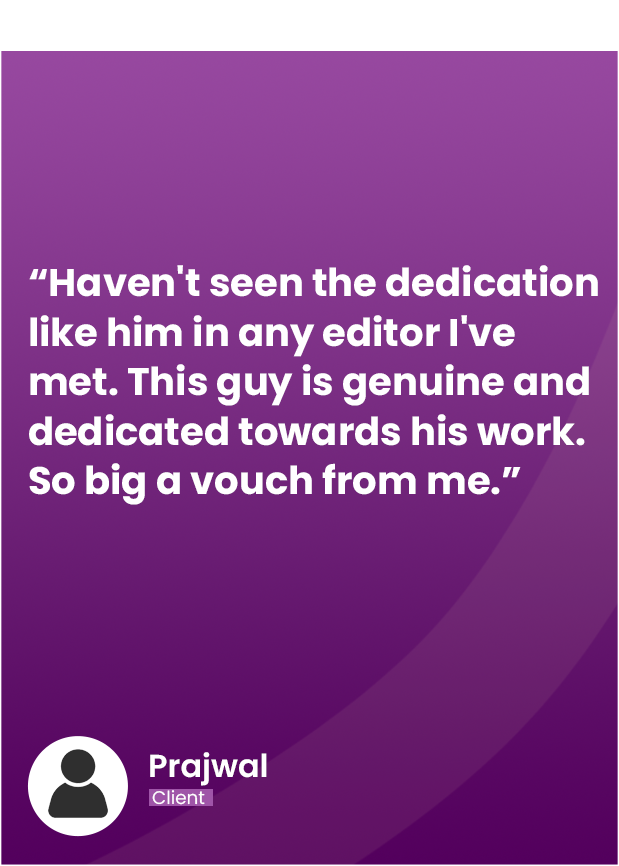 “Haven't seen the dedication
like him in any editor I've
met. This guy is genuine and
dedicated towards his work.
So big a vouch from me.”
Prajwal
Client